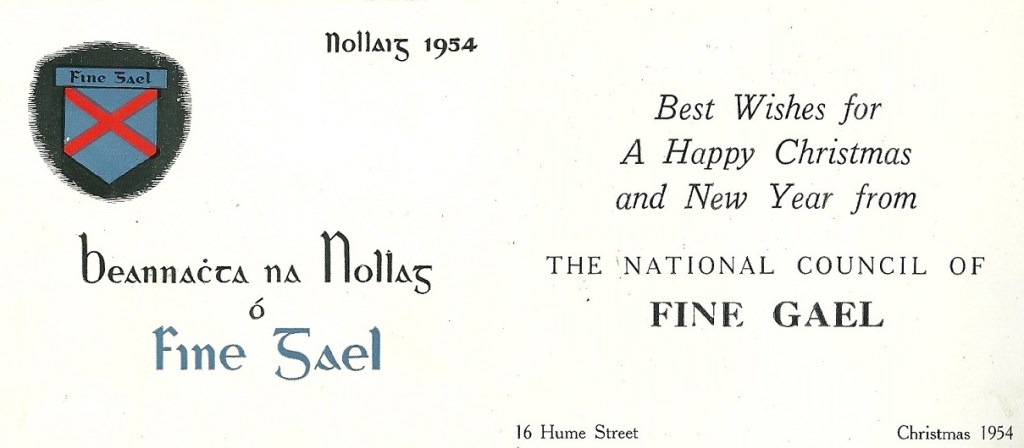 Nollaig 1954
Fine Gael
Beannaċta na Nollag
ó
Fine Gael
Best Wishes for
A Happy Christmas
and New Year from
THE NATIONAL COUNCIL OF
FINE GAEL
16 Hume Street
Christmas 1954